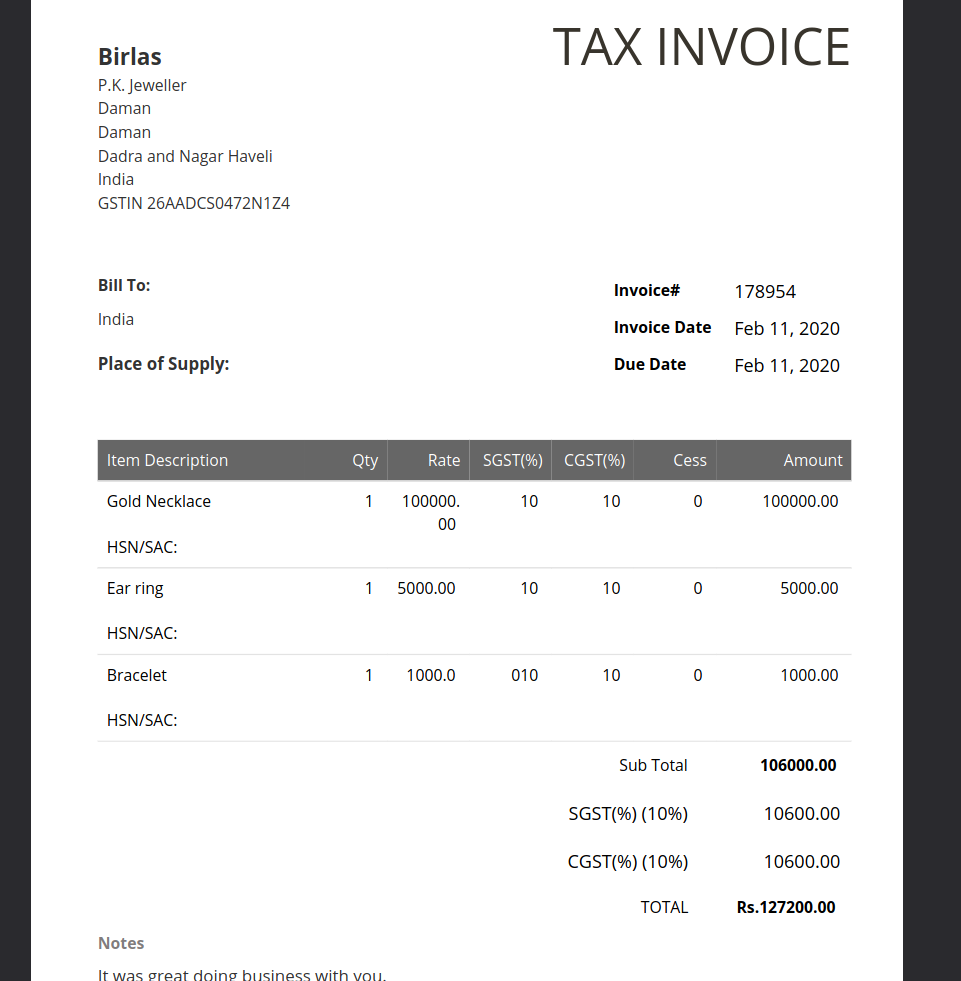 TAX INVOICE
Birlas
P.K. Jeweller
Daman
Daman
Dadra and Nagar Haveli
India
GSTIN 26AADCS0472N1Z4
Bill To:
India
Place of Supply:
Invoice# 178954
Invoice Date Feb 11, 2020
Due Date Feb 11, 2020
Item Description Qty Rate SGST(%) CGST(%) Cess Amount
Gold Necklace 1 100000. 10 10 0 100000.00
00
HSN/SAC:
Ear ring 1 5000.00 10 10 0 5000.00
HSN/SAC:
Bracelet 1 1000.0 010 10 0 1000.00
HSN/SAC:
Sub Total 106000.00
SGST(%) (10%) 10600.00
CGST(%) (10%) 10600.00
TOTAL Rs.127200.00
Notes
It was great doing business with you.